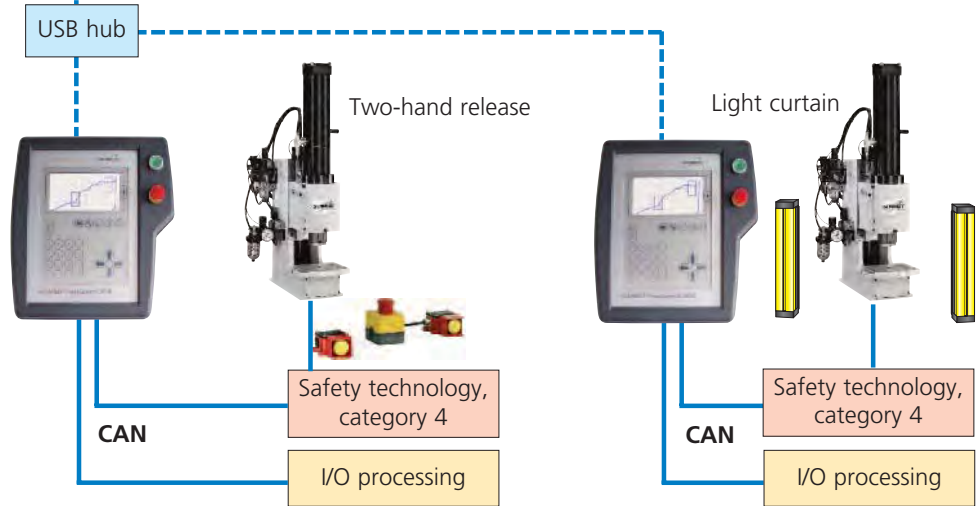 USB hub
Two-hand release
Light curtain
Safety technology,
category 4
CAN
I/O processing
Safety technology,
category 4
CAN
I/O processing